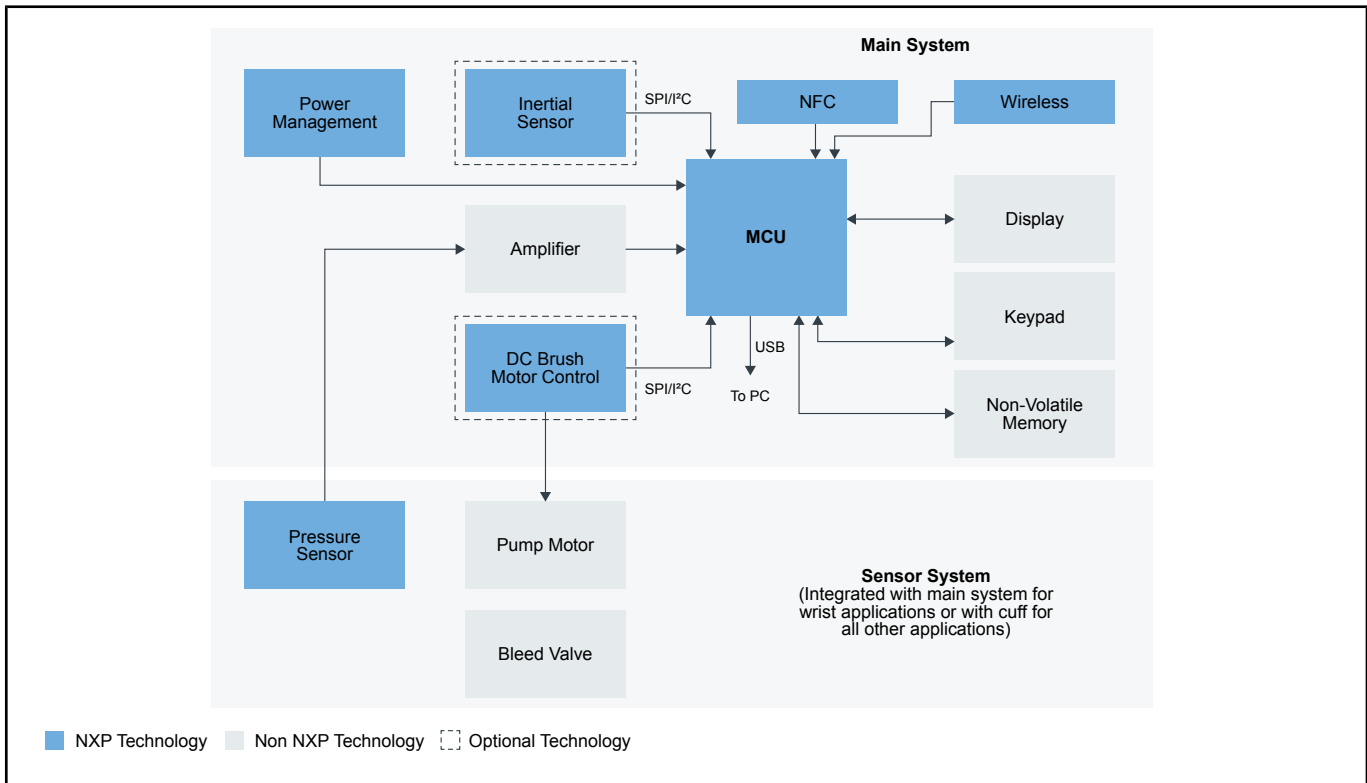 Main System
Power
Management
Inertial
Sensor
SPI/I²C
NFC
Wireless
Amplifier
MCU
Display
Keypad
DC Brush
Motor Control
SPI/I²C
USB
To PC
Non-Volatile
Memory
Pressure
Sensor
Pump Motor
Bleed Valve
Sensor System
(Integrated with main system for
wrist applications or with cuff for
all other applications)
NXP Technology
Non NXP Technology
Optional Technology